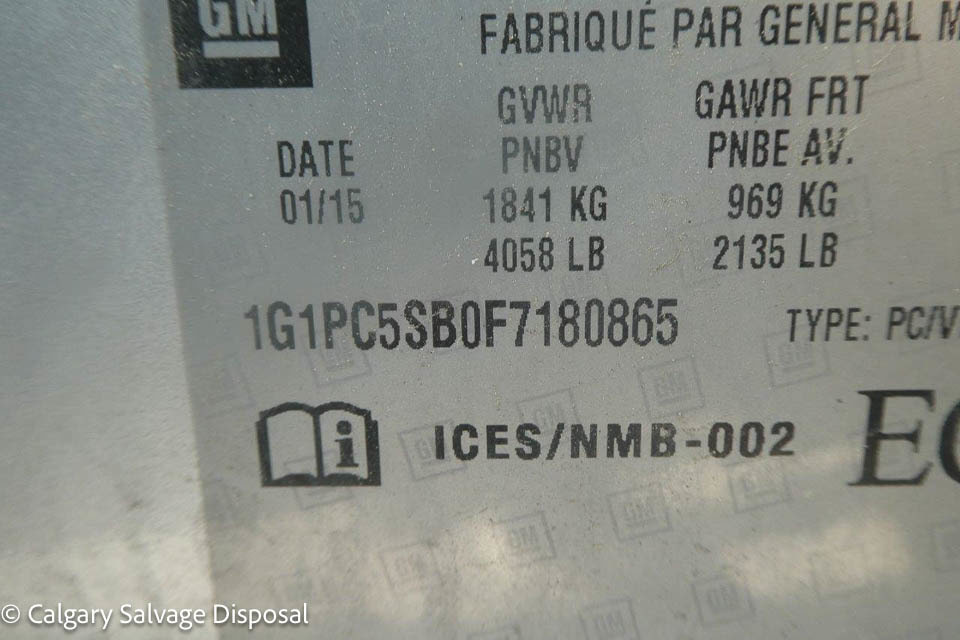 GM
FABRIQUÉ PAR GENERAL
GVWR
GAWR FRT
DATE
PNBV
PNBE AV.
01/15
1841 KG
969 KG
4058 LB
2135 LB
1G1PC5SB0F7180865
TYPE: PC/V
i
ICES/NMB-002
© Calgary Salvage Disposal